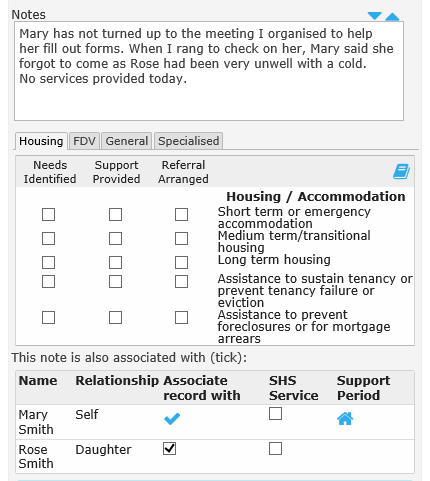 Notes
Mary has not turned up to the meeting I organised to help
her fill out forms. When I rang to check on her, Mary said she
forgot to come as Rose had been very unwell with a cold.
No services provided today.
Housing FDV General Specialised
Needs Identified Support Provided Referral Arranged
Housing / Accommodation
Short term or emergency
accommodation
Medium term/transitional
housing
Long term housing
Assistance to sustain tenancy or
prevent tenancy failure or
eviction
Assistance to prevent
foreclosures or for mortgage
arrears
This note is also associated with (tick):
Name Relationship Associate record with SHS Service Support Period
Mary Smith Self
Rose Smith Daughter